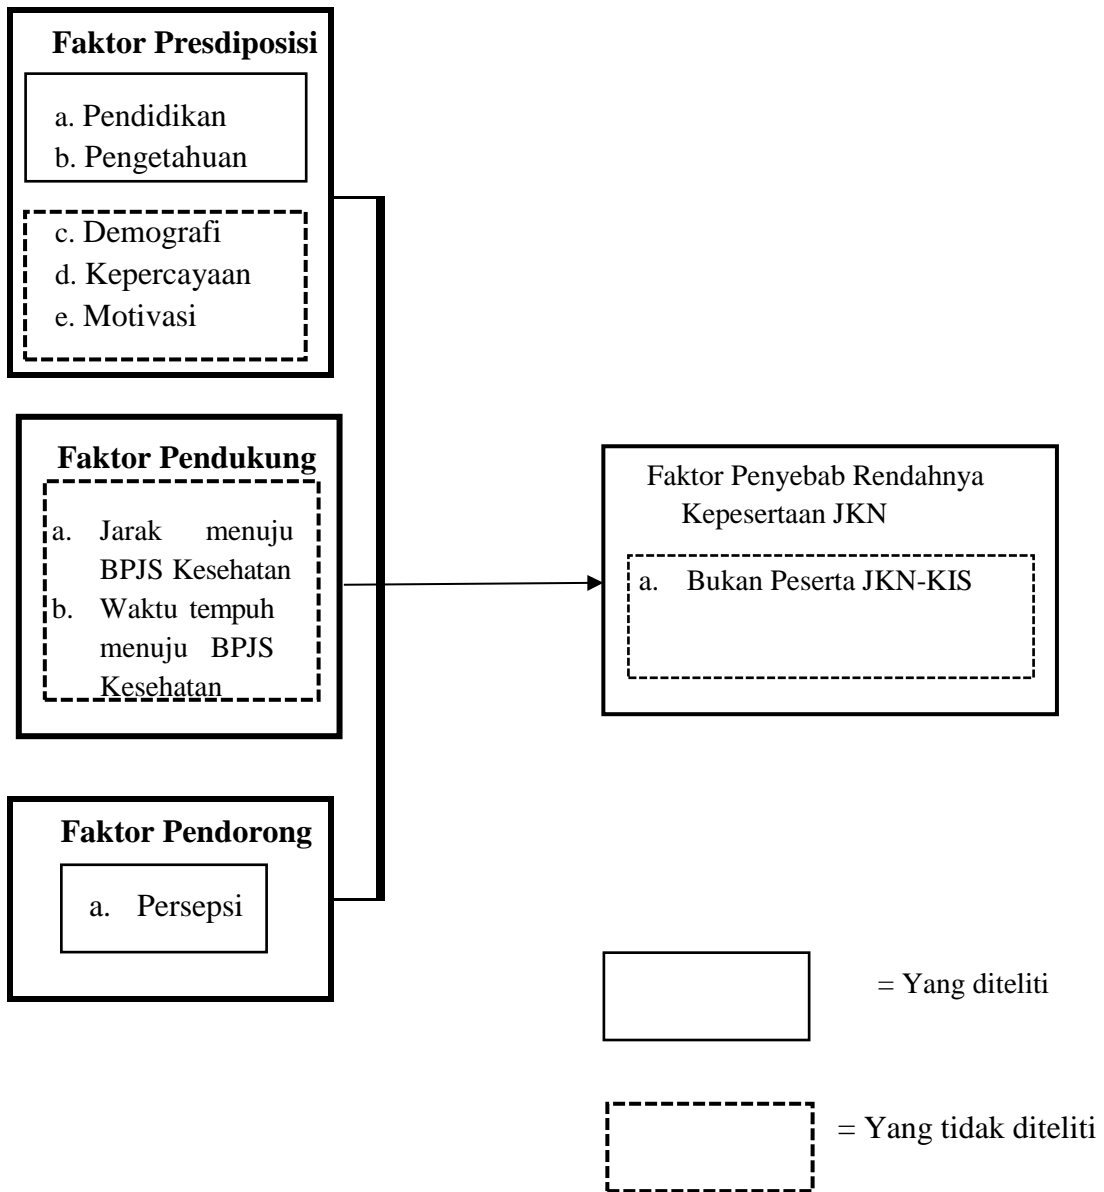 Faktor Presdiposisi
a. Pendidikan
b. Pengetahuan
c. Demografi
d. Kepercayaan
e. Motivasi
Faktor Pendukung
a. Jarak menuju
BPJS Kesehatan
b. Waktu tempuh
menuju BPJS
Kesehatan
Faktor Pendorong
a. Persepsi
Faktor Penyebab Rendahnya
Kepesertaan JKN
a. Bukan Peserta JKN-KIS
= Yang diteliti
= Yang tidak diteliti